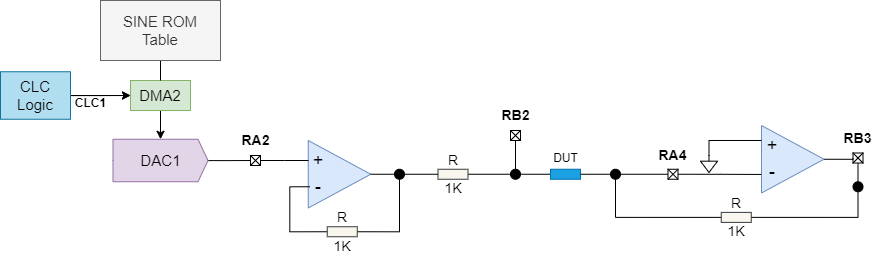 SINE ROM
Table
CLC
Logic
CLC1
DMA2
DAC1
RA2
+
-
R
1K
R
1K
RB2
DUT
RA4
+
-
RB3
R
1K